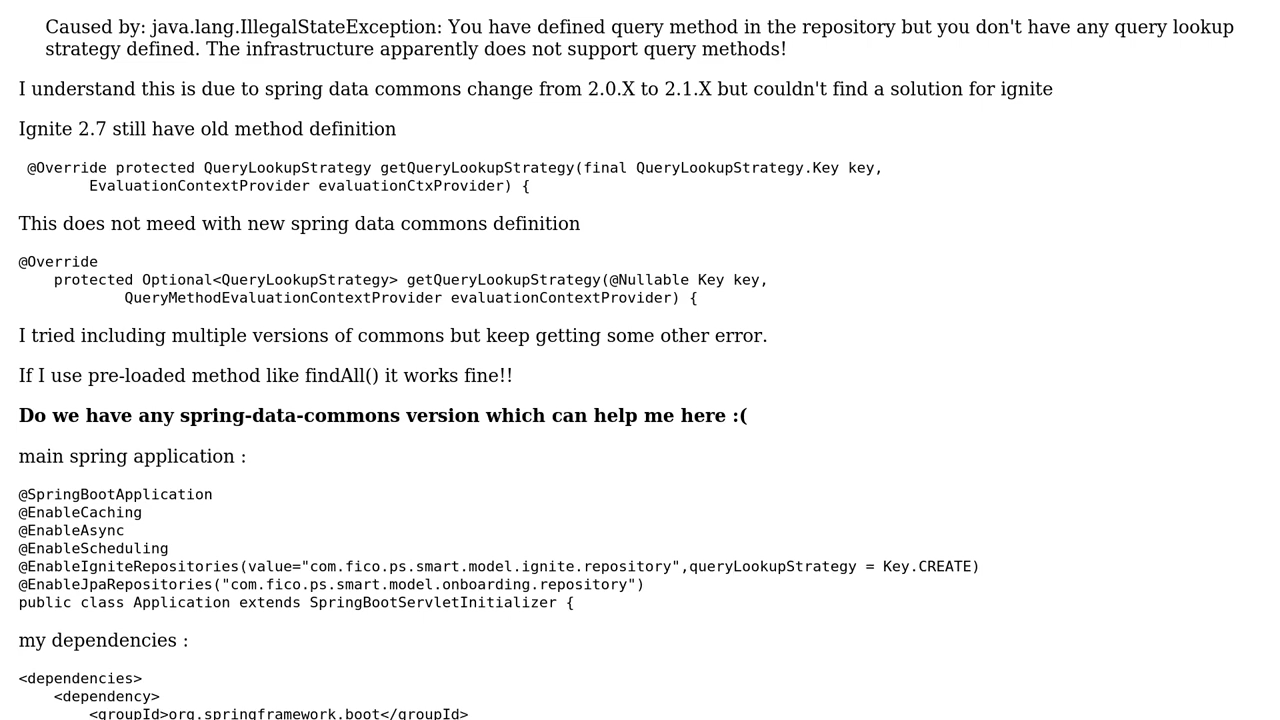 Caused by: java.lang.IllegalStateException: You have defined query method in the repository but you don't have any query lookup
strategy defined. The infrastructure apparently does not support query methods!
I understand this is due to spring data commons change from 2.0.X to 2.1.X but couldn't find a solution for ignite
Ignite 2.7 still have old method definition
@Override protected QueryLookupStrategy getQueryLookupStrategy(final QueryLookupStrategy.Key key,
EvaluationContextProvider evaluationCtxProvider) {
This does not meed with new spring data commons definition
@Override
protected Optional<QueryLookupStrategy> getQueryLookupStrategy(@Nullable Key key,
QueryMethodEvaluationContextProvider evaluationContextProvider) {
I tried including multiple versions of commons but keep getting some other error.
If I use pre-loaded method like findAll() it works fine!!
Do we have any spring-data-commons version which can help me here :(
main spring application :
@SpringBootApplication
@EnableCaching
@EnableAsync
@EnableScheduling
@EnableIgniteRepositories(value="com.fico.ps.smart.model.ignite.repository",queryLookupStrategy = Key.CREATE)
@EnableJpaRepositories("com.fico.ps.smart.model.onboarding.repository")
public class Application extends SpringBootServletInitializer {
my dependencies :
<dependencies>
<dependency>
<groupId>org.springframework.boot</groupId>